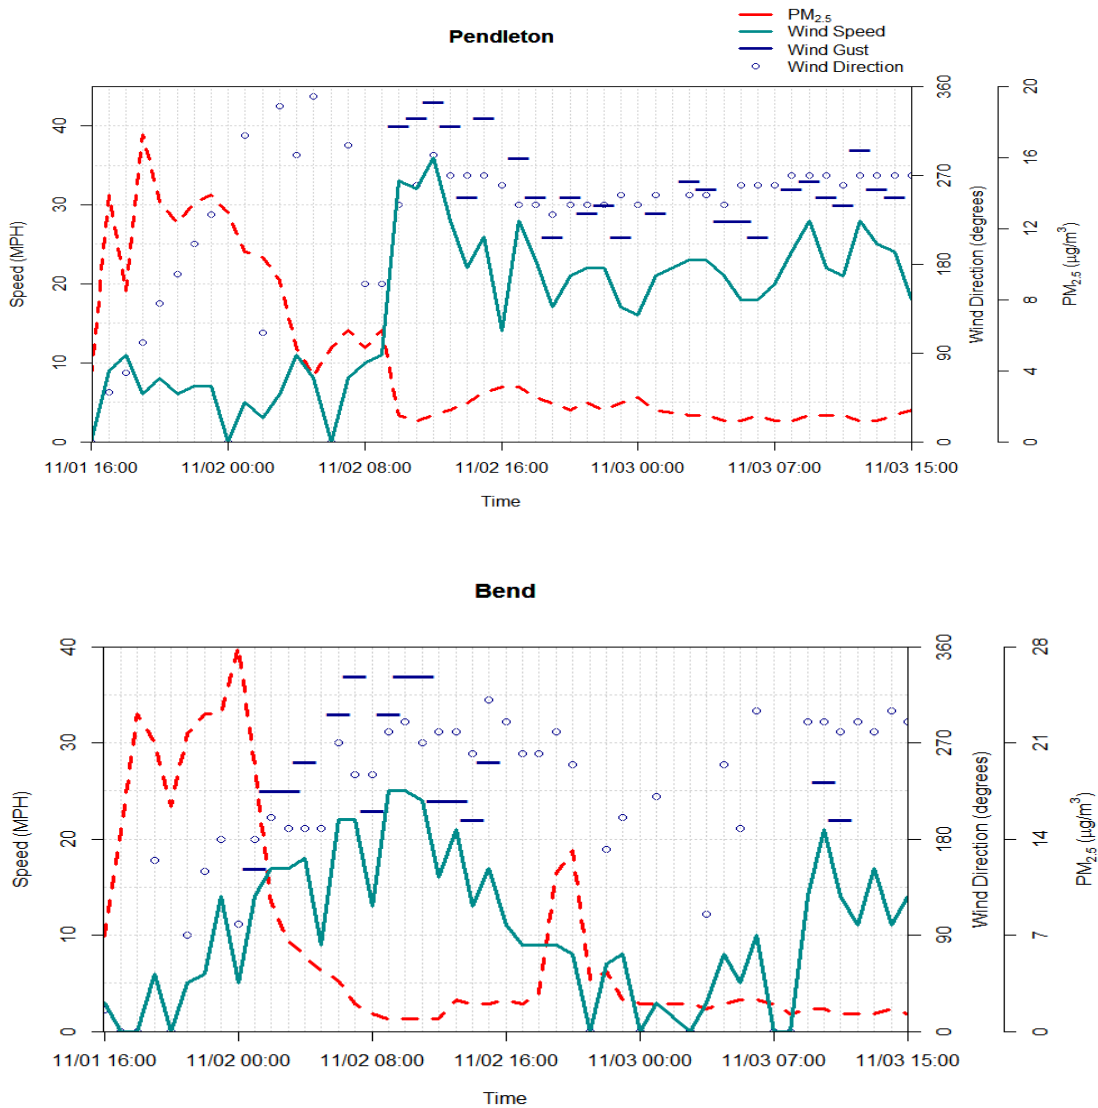 Pendleton
PM2.5
Wind Speed
Wind Gust
Wind Direction
Speed (MPH)
0 10 20 30 40
11/01 16:00 11/02 00:00 11/02 08:00 11/02 16:00 11/03 00:00 11/03 07:00 11/03 15:00
Time
0 90 180 270 360
Wind Direction (degrees)
0 4 8 12 16 20
PM2.5 (µg/m3)
Bend
Speed (MPH)
0 10 20 30 40
11/01 16:00 11/02 00:00 11/02 08:00 11/02 16:00 11/03 00:00 11/03 07:00 11/03 15:00
Time
0 90 180 270 360
Wind Direction (degrees)
0 7 14 21 28
PM2.5 (µg/m3)